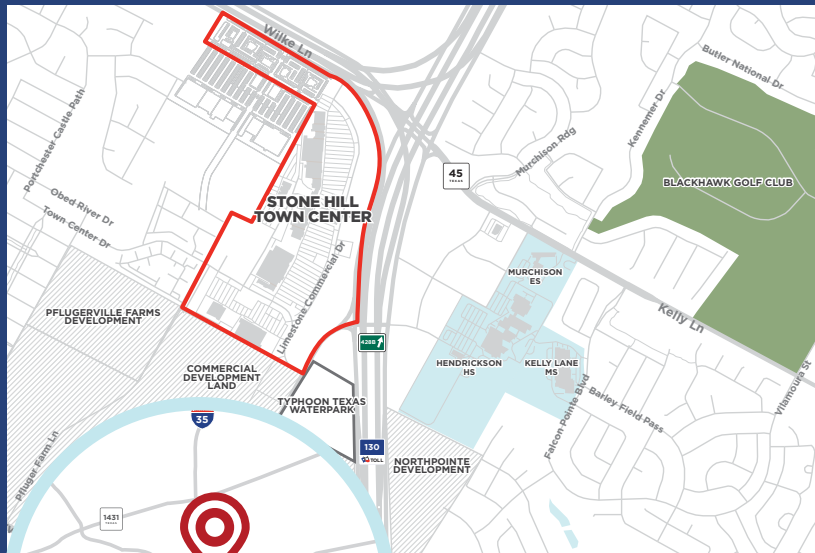 Wilke Ln
Butler National Dr
Kennemer Dr
Murchison Rdg
Portchester Castle Path
45
TEXAS
BLACKHAWK GOLF CLUB
Obed River Dr
Town Center Dr
STONE HILL
TOWN CENTER
Limestone Commercial Dr
MURCHISON
ES
PFLUGERVILLE FARMS
DEVELOPMENT
Kelly Ln
428B
HENDRICKSON
HS
KELLY LANE
MS
COMMERCIAL
DEVELOPMENT
LAND
TYPHOON TEXAS
WATERPARK
Falcon Pointe Blvd
Barley Field Pass
Vilamoura St
35
130
TOLL
NORTHPOINTE
DEVELOPMENT
Pfluger Farm Ln
1431
TEXAS